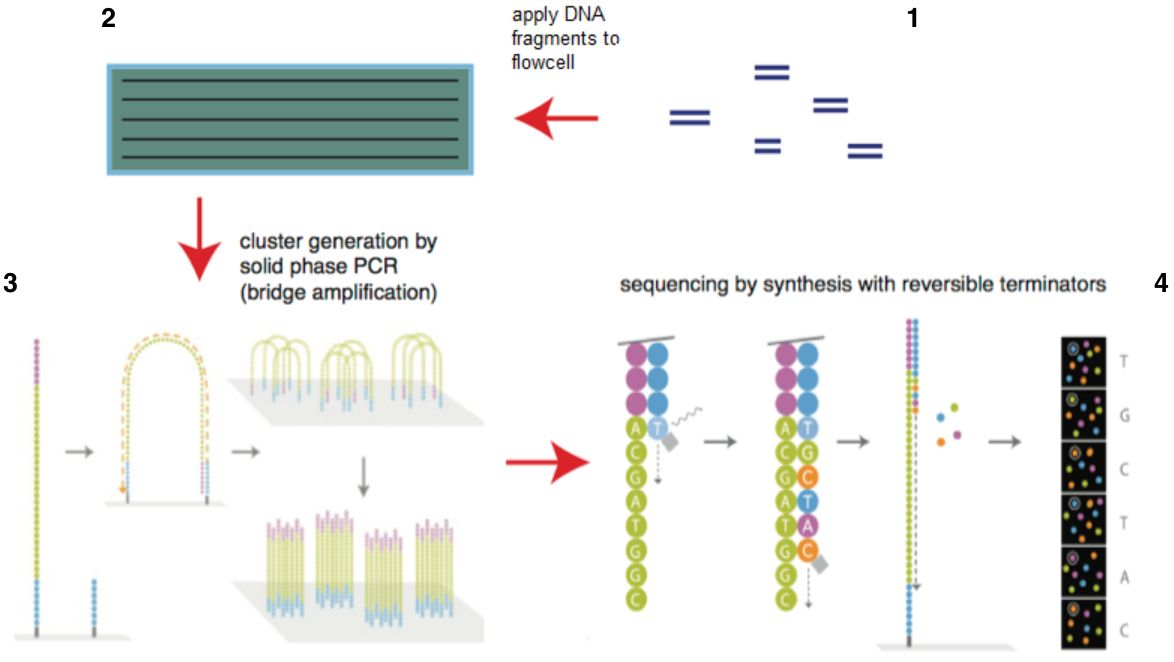 2
apply DNA
fragments to
flowcell
1
cluster generation by
solid phase PCR
(bridge amplification)
3
sequencing by synthesis with reversible terminators
4
A T
C
G
A
T
G
G
C
A T
C G
G C
A T
T A
G C
G
C
T
G
C
T
A
C